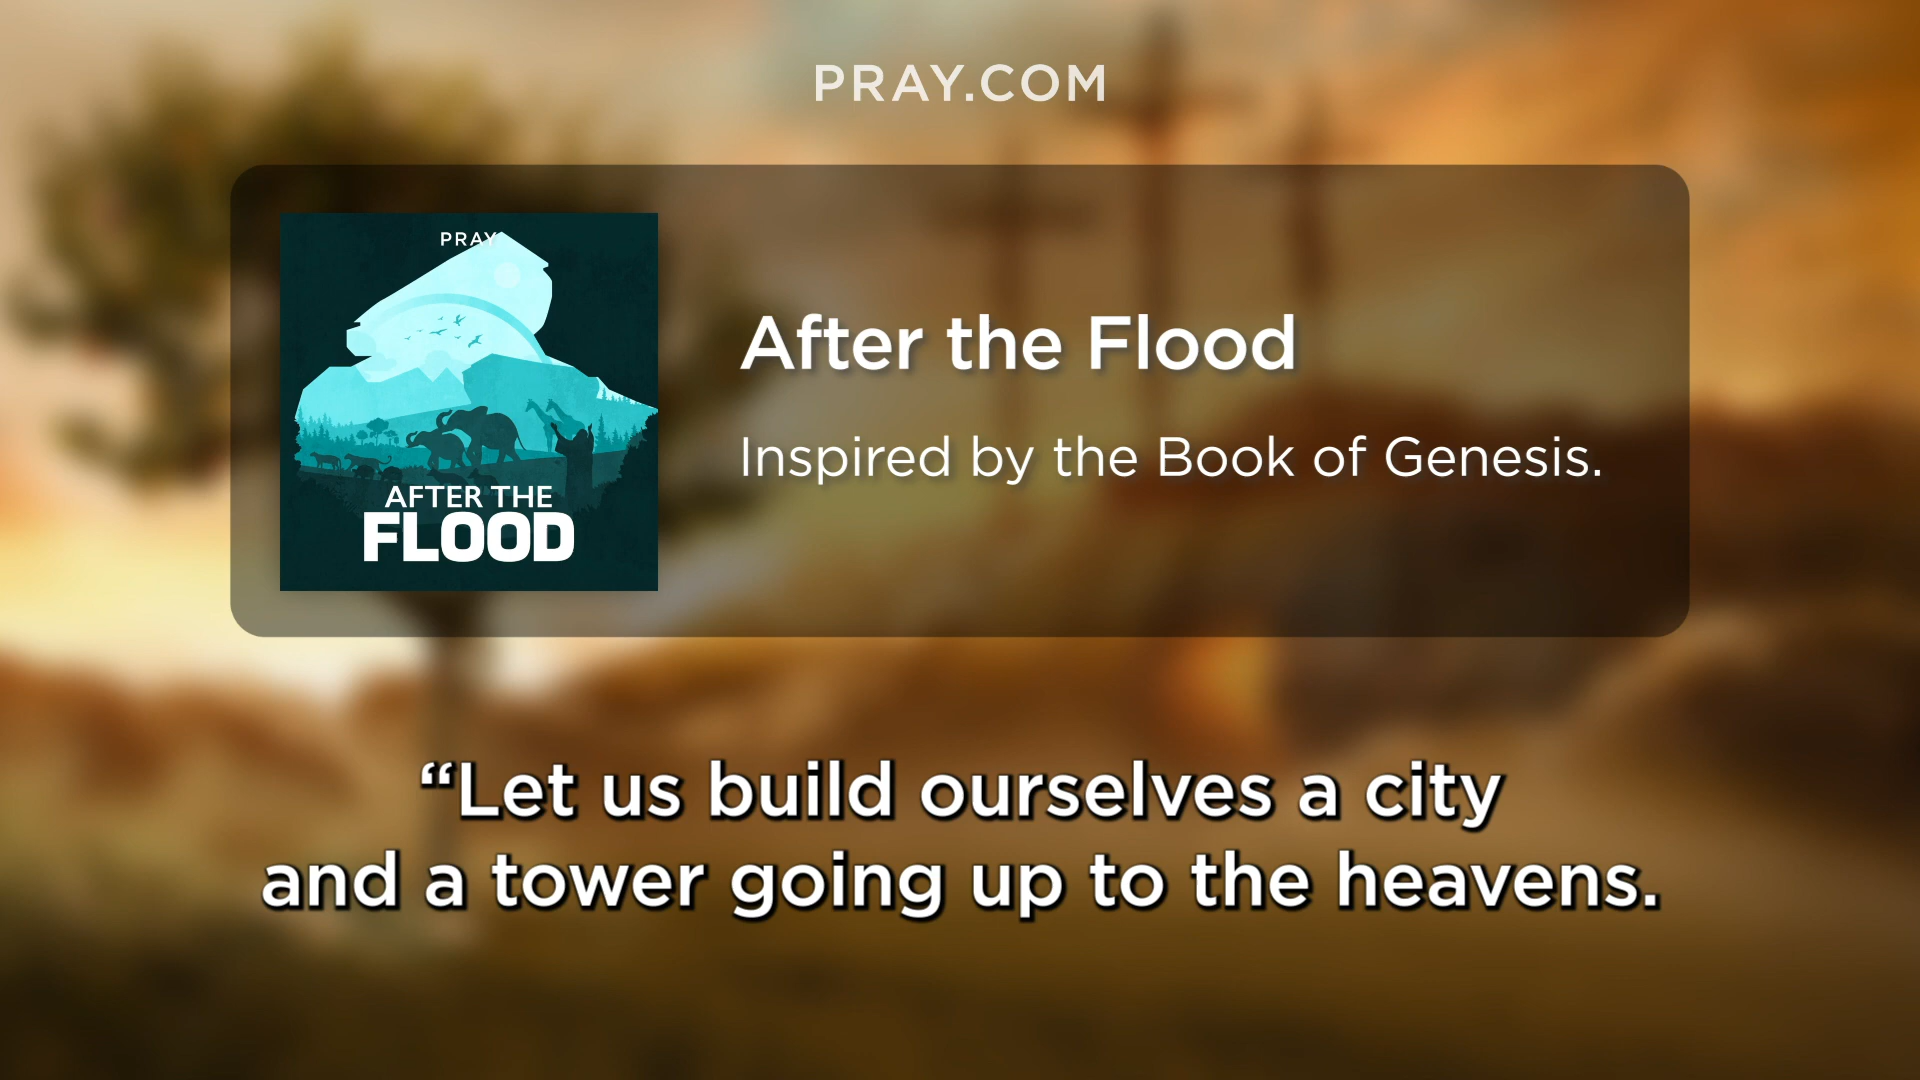 PRAY.COM
PRAY
AFTER THE
FLOOD
After the Flood
Inspired by the Book of Genesis.
“Let us build ourselves a city
and a tower going up to the heavens.